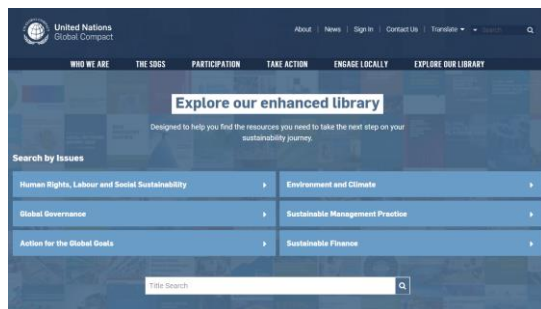 United Nations
Global Compact
About | News | Sign In | Contact Us | Translate
Search
WHO WE ARE THE SDGS PARTICIPATION TAKE ACTION ENGAGE LOCALLY EXPLORE OUR LIBRARY
Explore our enhanced library
Designed to help you find the resources you need to take the next step on your
sustainability journey.
Search by Issues
Human Rights, Labour and Social Sustainability
Environment and Climate
Global Governance
Sustainable Management Practice
Action for the Global Goals
Sustainable Finance
Title Search